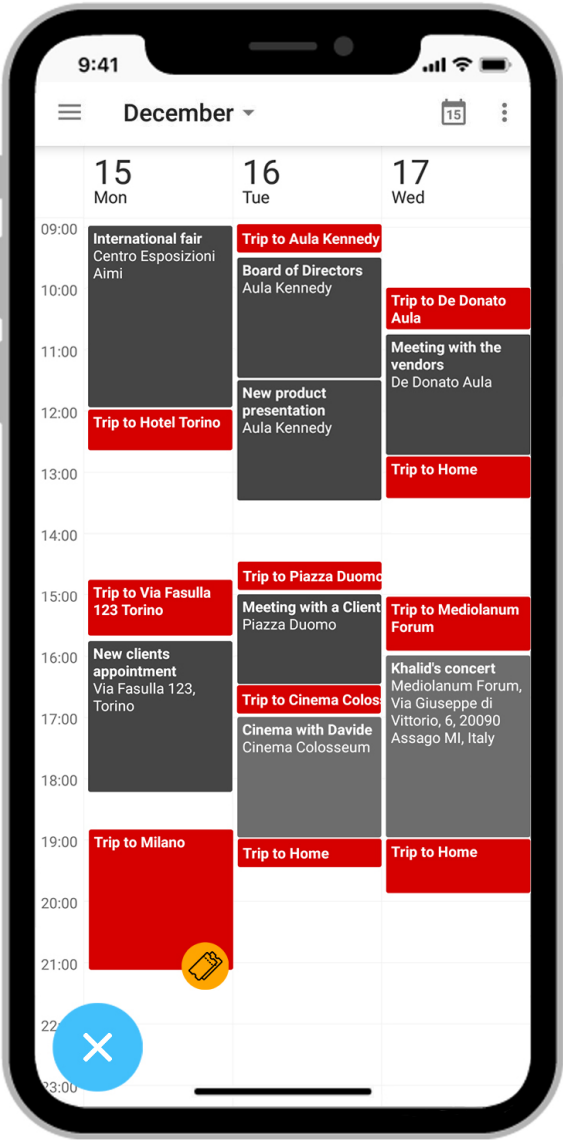 9:41
December
15
15
Mon
16
Tue
17
Wed
09:00
10:00
11:00
12:00
13:00
14:00
15:00
16:00
17:00
18:00
19:00
20:00
21:00
22
23:00
International fair
Centro Esposizioni
Aimi
Trip to Hotel Torino
Trip to Via Fasulla
123 Torino
New clients
appointment
Via Fasulla 123,
Torino
Trip to Milano
Trip to Aula Kennedy
Board of Directors
Aula Kennedy
New product
presentation
Aula Kennedy
Trip to Piazza Duomo
Meeting with a Client
Piazza Duomo
Trip to Cinema Colos
Cinema with Davide
Cinema Colosseum
Trip to Home
Trip to De Donato
Aula
Meeting with the
vendors
De Donato Aula
Trip to Home
Trip to Mediolanum
Forum
Khalid's concert
Mediolanum Forum,
Via Giuseppe di
Vittorio, 6, 20090
Assago MI, Italy
Trip to Home